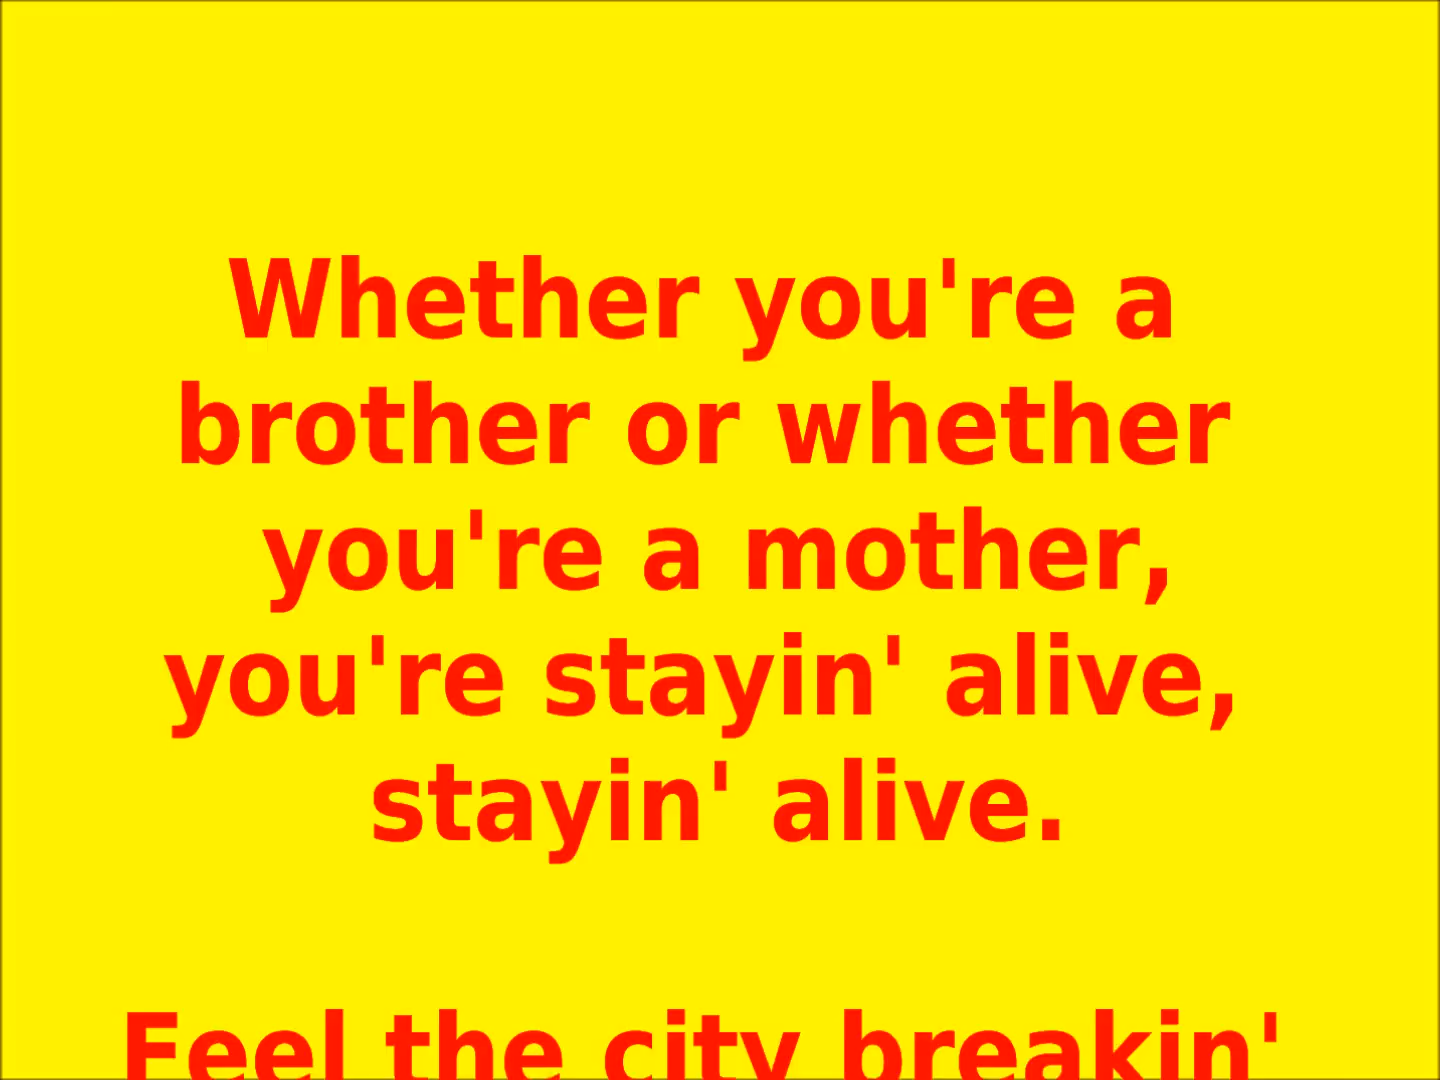 Whether you're a
brother or whether
you're a mother,
you're stayin' alive,
stayin' alive.
Feel the city breakin'